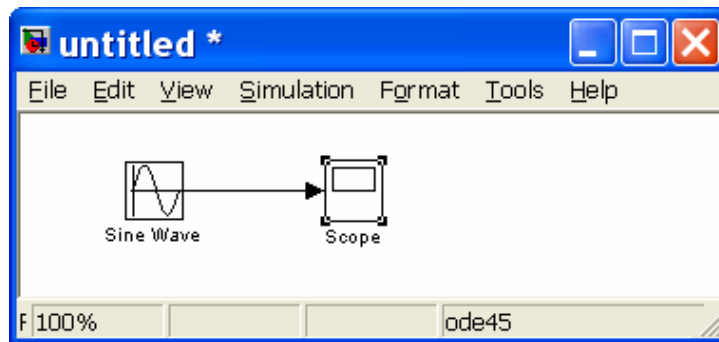 untitled *
File Edit View Simulation Format Tools Help
Sine Wave
Scope
F 100% ode45